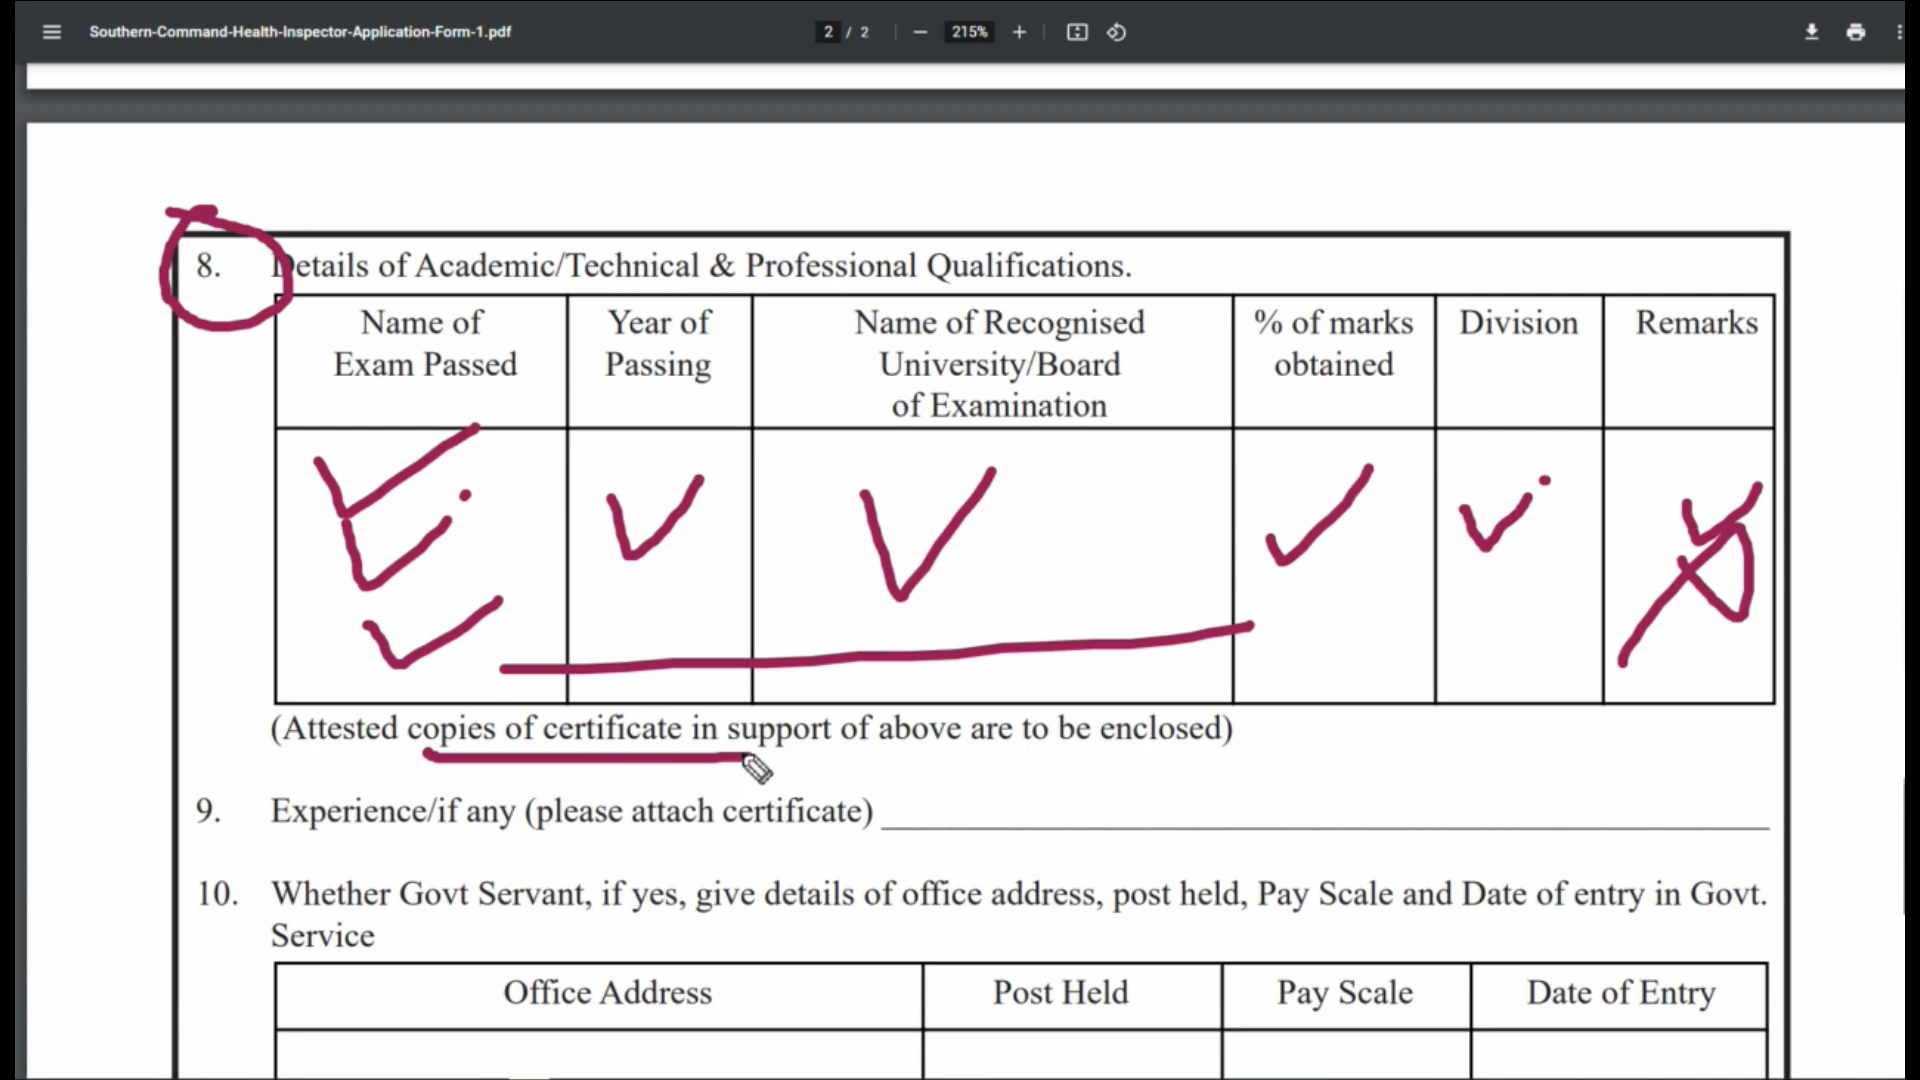 Southern-Command-Health-Inspector-Application-Form-1.pdf 2 / 2 215%
8. Details of Academic/Technical & Professional Qualifications.
Name of Exam Passed
Year of Passing
Name of Recognised University/Board of Examination
% of marks obtained
Division
Remarks
(Attested copies of certificate in support of above are to be enclosed)
9. Experience/if any (please attach certificate)
10. Whether Govt Servant, if yes, give details of office address, post held, Pay Scale and Date of entry in Govt.
Service
Office Address Post Held Pay Scale Date of Entry